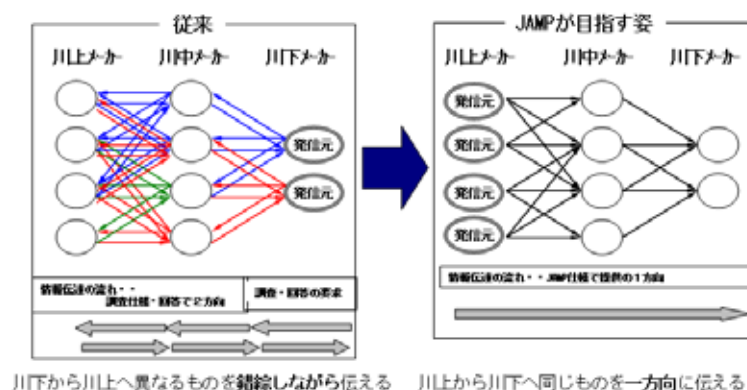 従来
川上メーカー 川中メーカー 川下メーカー
発信元
発信元
情報伝達の流れ・・
調査仕様・回答で2方向
調査・回答の要求
川下から川上へ異なるものを錯綜しながら伝える
JAMPが目指す姿
川上メーカー 川中メーカー 川下メーカー
発信元
発信元
発信元
発信元
情報伝達の流れ・・JAMP仕様で提供の1方向
川上から川下へ同じものを一方向に伝える